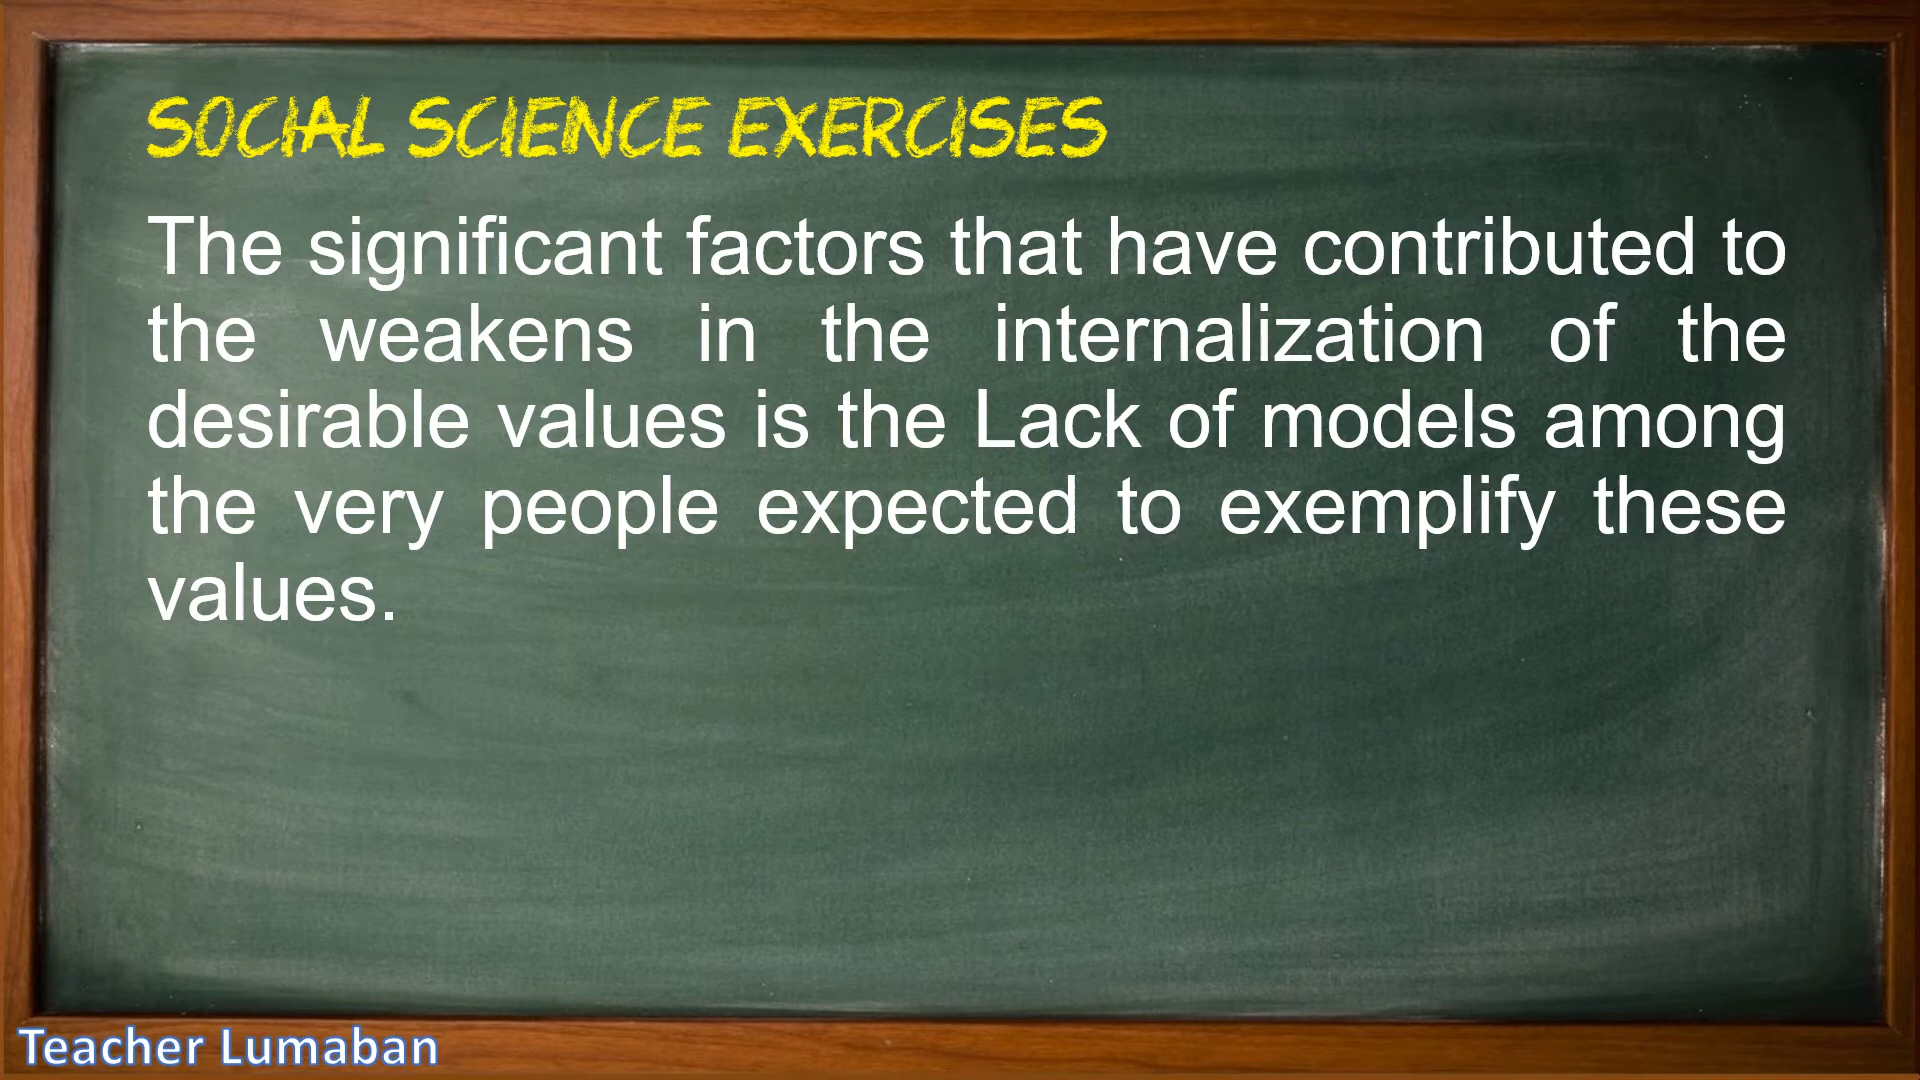 SOCIAL SCIENCE EXERCISES
The significant factors that have contributed to
the weakens in the internalization of the
desirable values is the Lack of models among
the very people expected to exemplify these
values.
Teacher Lumaban